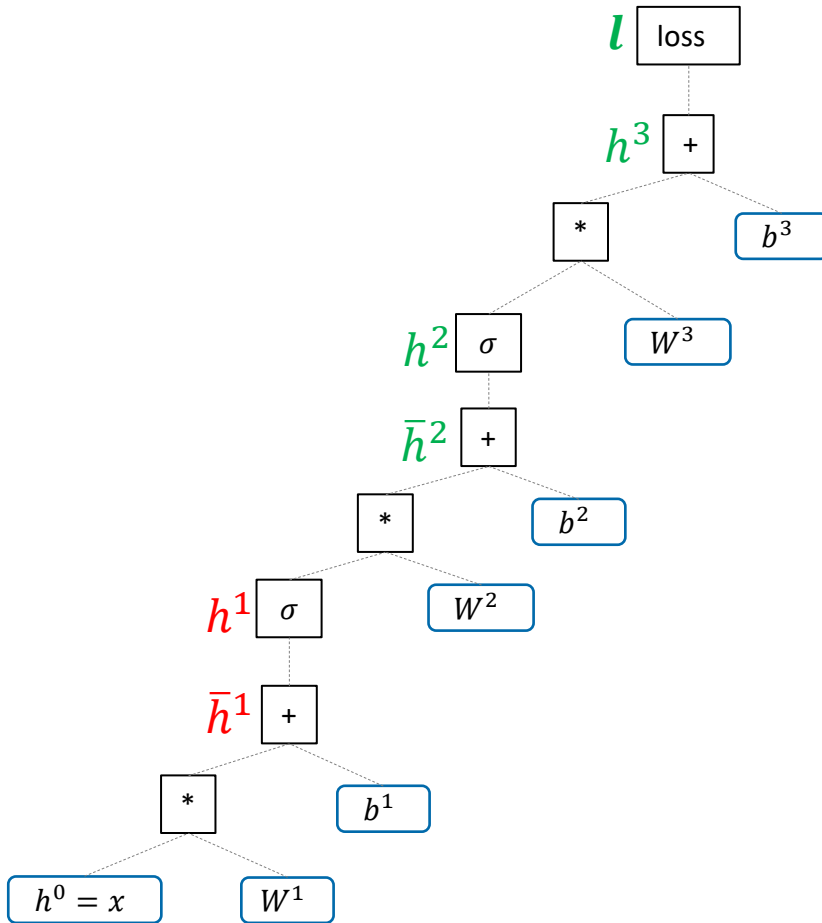 l loss
h³ +
* b³
h² σ W³
h̅² +
* b²
h¹ σ W²
h̅¹ +
* b¹
h⁰ = x W¹